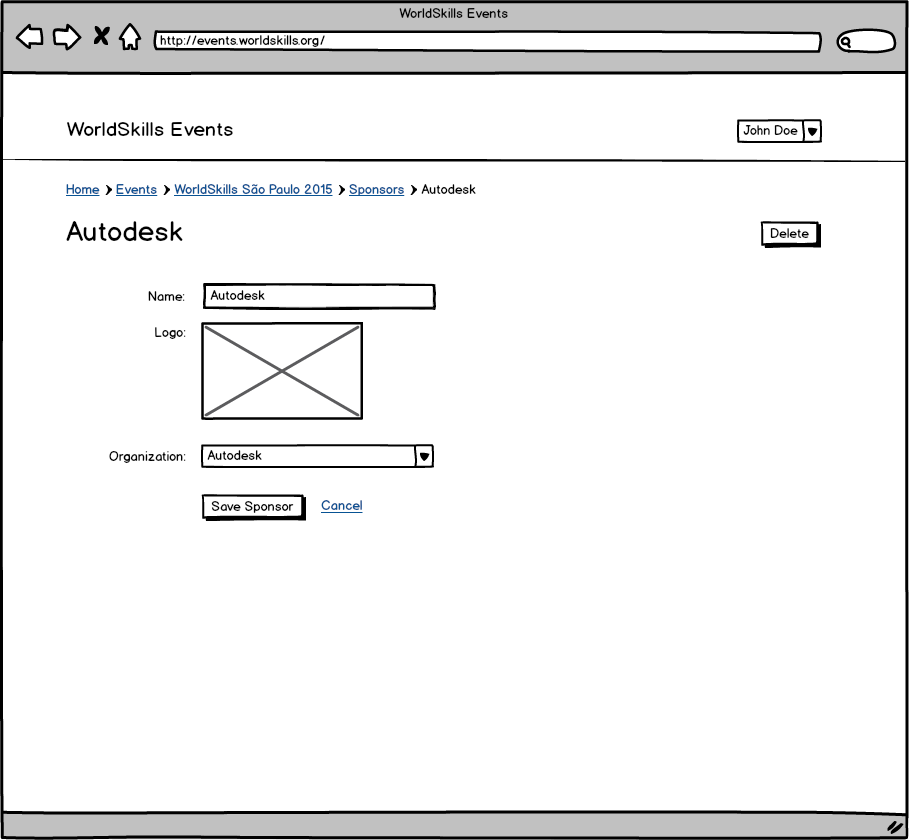 WorldSkills Events
http://events.worldskills.org/
WorldSkills Events
John Doe
Home > Events > WorldSkills São Paulo 2015 > Sponsors > Autodesk
Autodesk
Delete
Name: Autodesk
Logo:
Organization: Autodesk
Save Sponsor Cancel